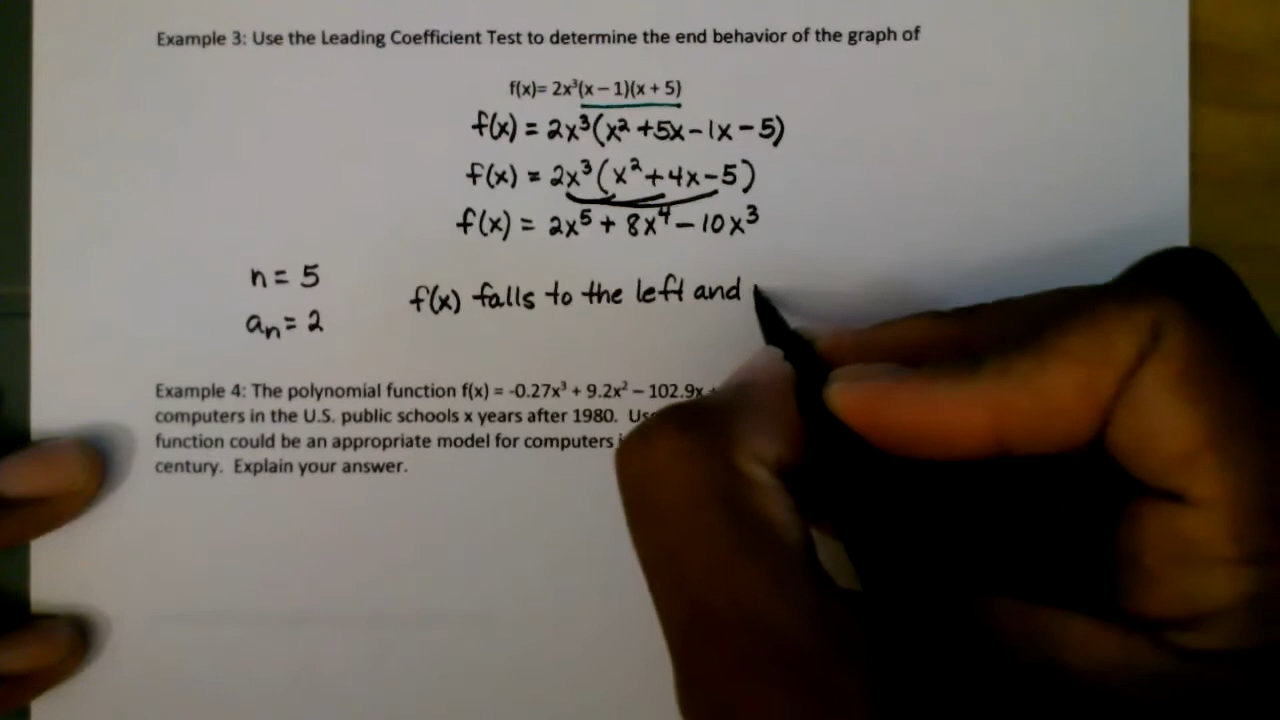 Example 3: Use the Leading Coefficient Test to determine the end behavior of the graph of
f(x)= 2x³(x – 1)(x + 5)
f(x) = 2x³(x² +5x – 1x – 5)
f(x) = 2x³(x² + 4x – 5)
f(x) = 2x⁵ + 8x⁴ – 10x³
n = 5
f(x) falls to the left and
aₙ = 2
Example 4: The polynomial function f(x) = -0.27x³ + 9.2x² – 102.9x
computers in the U.S. public schools x years after 1980.
function could be an appropriate model for computers
century. Explain your answer.